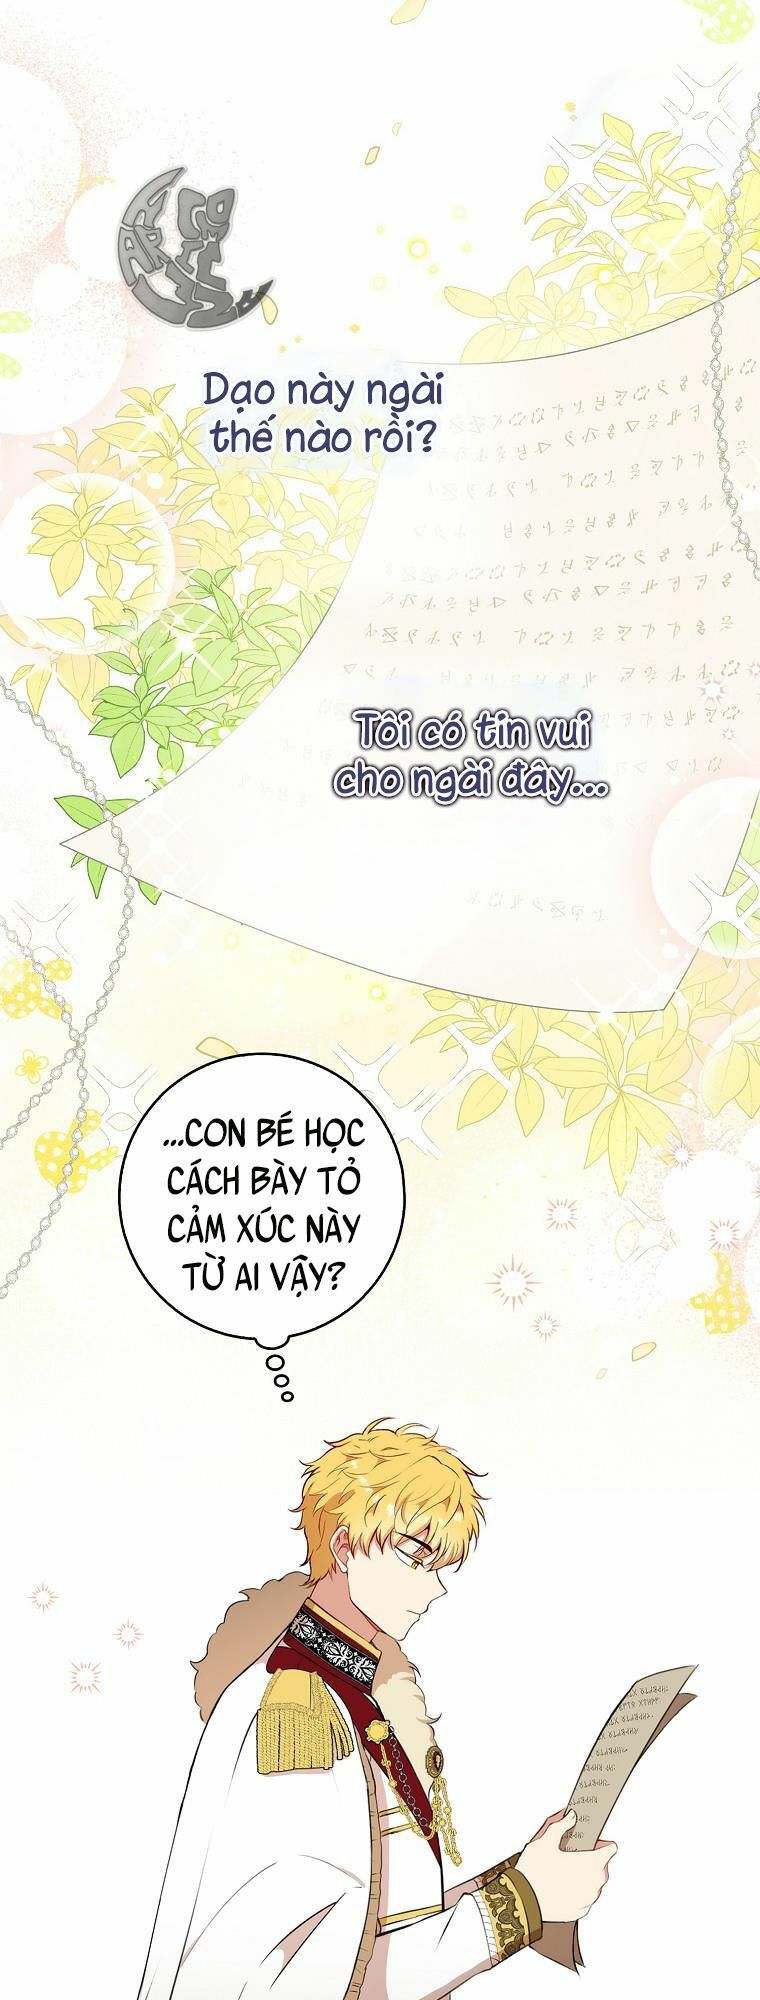 Dạo này ngài
thế nào rồi?
Tôi có tin vui
cho ngài đây...
...CON BÉ HỌC
CÁCH BÀY TỎ
CẢM XÚC NÀY
TỪ AI VẬY?